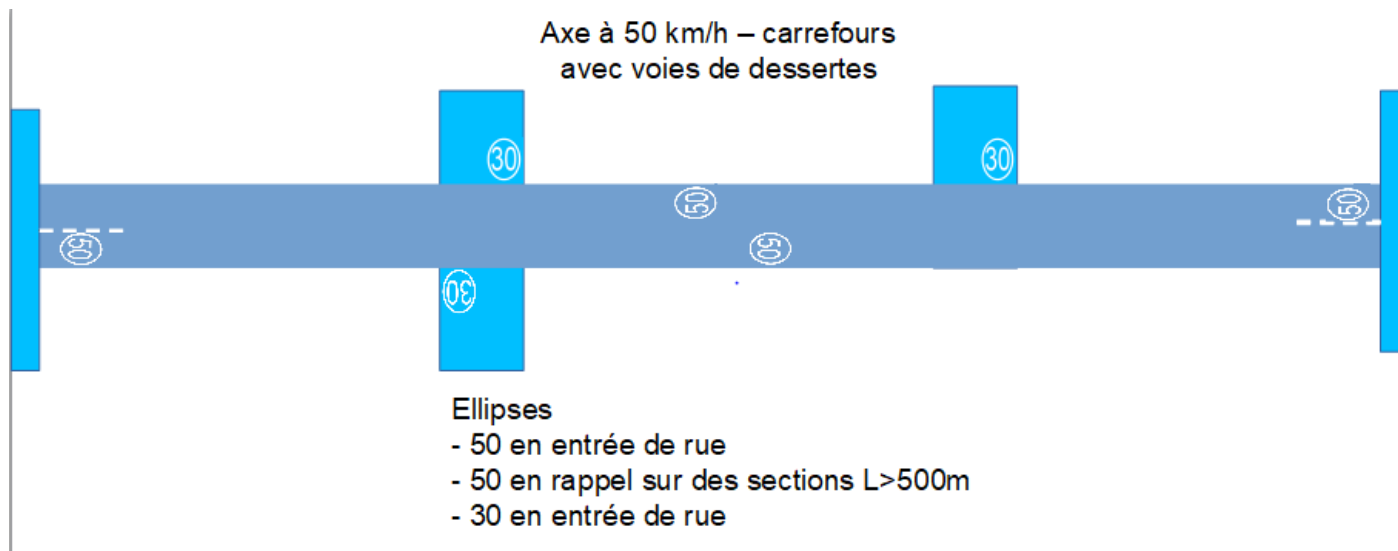 Axe à 50 km/h – carrefours
avec voies de dessertes
30
30
50
50
50
50
30
Ellipses
- 50 en entrée de rue
- 50 en rappel sur des sections L>500m
- 30 en entrée de rue